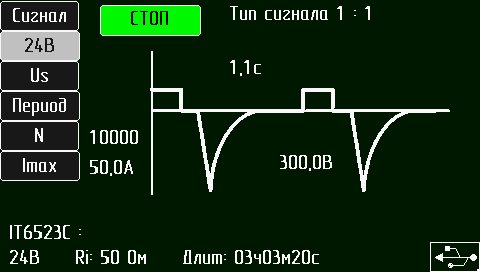 Сигнал
СТОП
Тип сигнала 1 : 1
24В
Us
1,1с
Период
N
10000
Imax
50,0А
300,0В
IT6523C :
24В Ri: 50 Ом Длит: 03ч03м20с